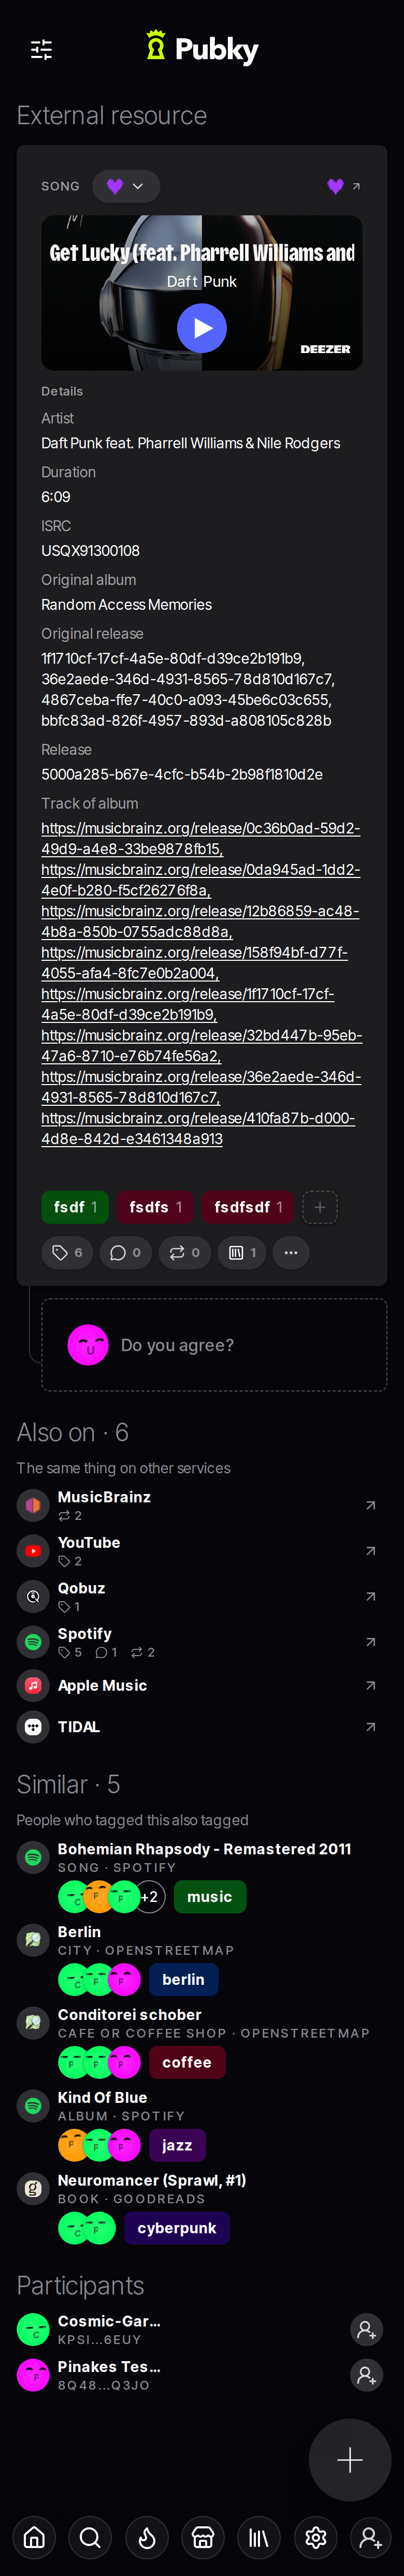 Pubky
External resource
SONG
Get Lucky (feat. Pharrell Williams and
Daft Punk
DEEZER
Details
Artist
Daft Punk feat. Pharrell Williams & Nile Rodgers
Duration
6:09
ISRC
USQX91300108
Original album
Random Access Memories
Original release
1f1710cf-17cf-4a5e-80df-d39ce2b191b9,
36e2aede-346d-4931-8565-78d810d167c7,
4867ceba-ffe7-40c0-a093-45be6c03c655,
bbfc83ad-826f-4957-893d-a808105c828b
Release
5000a285-b67e-4cfc-b54b-2b98f1810d2e
Track of album
https://musicbrainz.org/release/0c36b0ad-59d2-
49d9-a4e8-33be9878fb15,
https://musicbrainz.org/release/0da945ad-1dd2-
4e0f-b280-f5cf26276f8a,
https://musicbrainz.org/release/12b86859-ac48-
4b8a-850b-0755adc88d8a,
https://musicbrainz.org/release/158f94bf-d77f-
4055-afa4-8fc7e0b2a004,
https://musicbrainz.org/release/1f1710cf-17cf-
4a5e-80df-d39ce2b191b9,
https://musicbrainz.org/release/32bd447b-95eb-
47a6-8710-e76b74fe56a2,
https://musicbrainz.org/release/36e2aede-346d-
4931-8565-78d810d167c7,
https://musicbrainz.org/release/410fa87b-d000-
4d8e-842d-e3461348a913
fsdf 1 fsdfs 1 fsdfsdf 1
6 0 0 1
Do you agree?
Also on · 6
The same thing on other services
MusicBrainz
2
YouTube
2
Qobuz
1
Spotify
5 1 2
Apple Music
TIDAL
Similar · 5
People who tagged this also tagged
Bohemian Rhapsody - Remastered 2011
SONG · SPOTIFY
+2 music
Berlin
CITY · OPENSTREETMAP
berlin
Conditorei schober
CAFE OR COFFEE SHOP · OPENSTREETMAP
coffee
Kind Of Blue
ALBUM · SPOTIFY
jazz
Neuromancer (Sprawl, #1)
BOOK · GOODREADS
cyberpunk
Participants
Cosmic-Gar...
KPSI...6EUY
Pinakes Tes...
8Q48...Q3JO